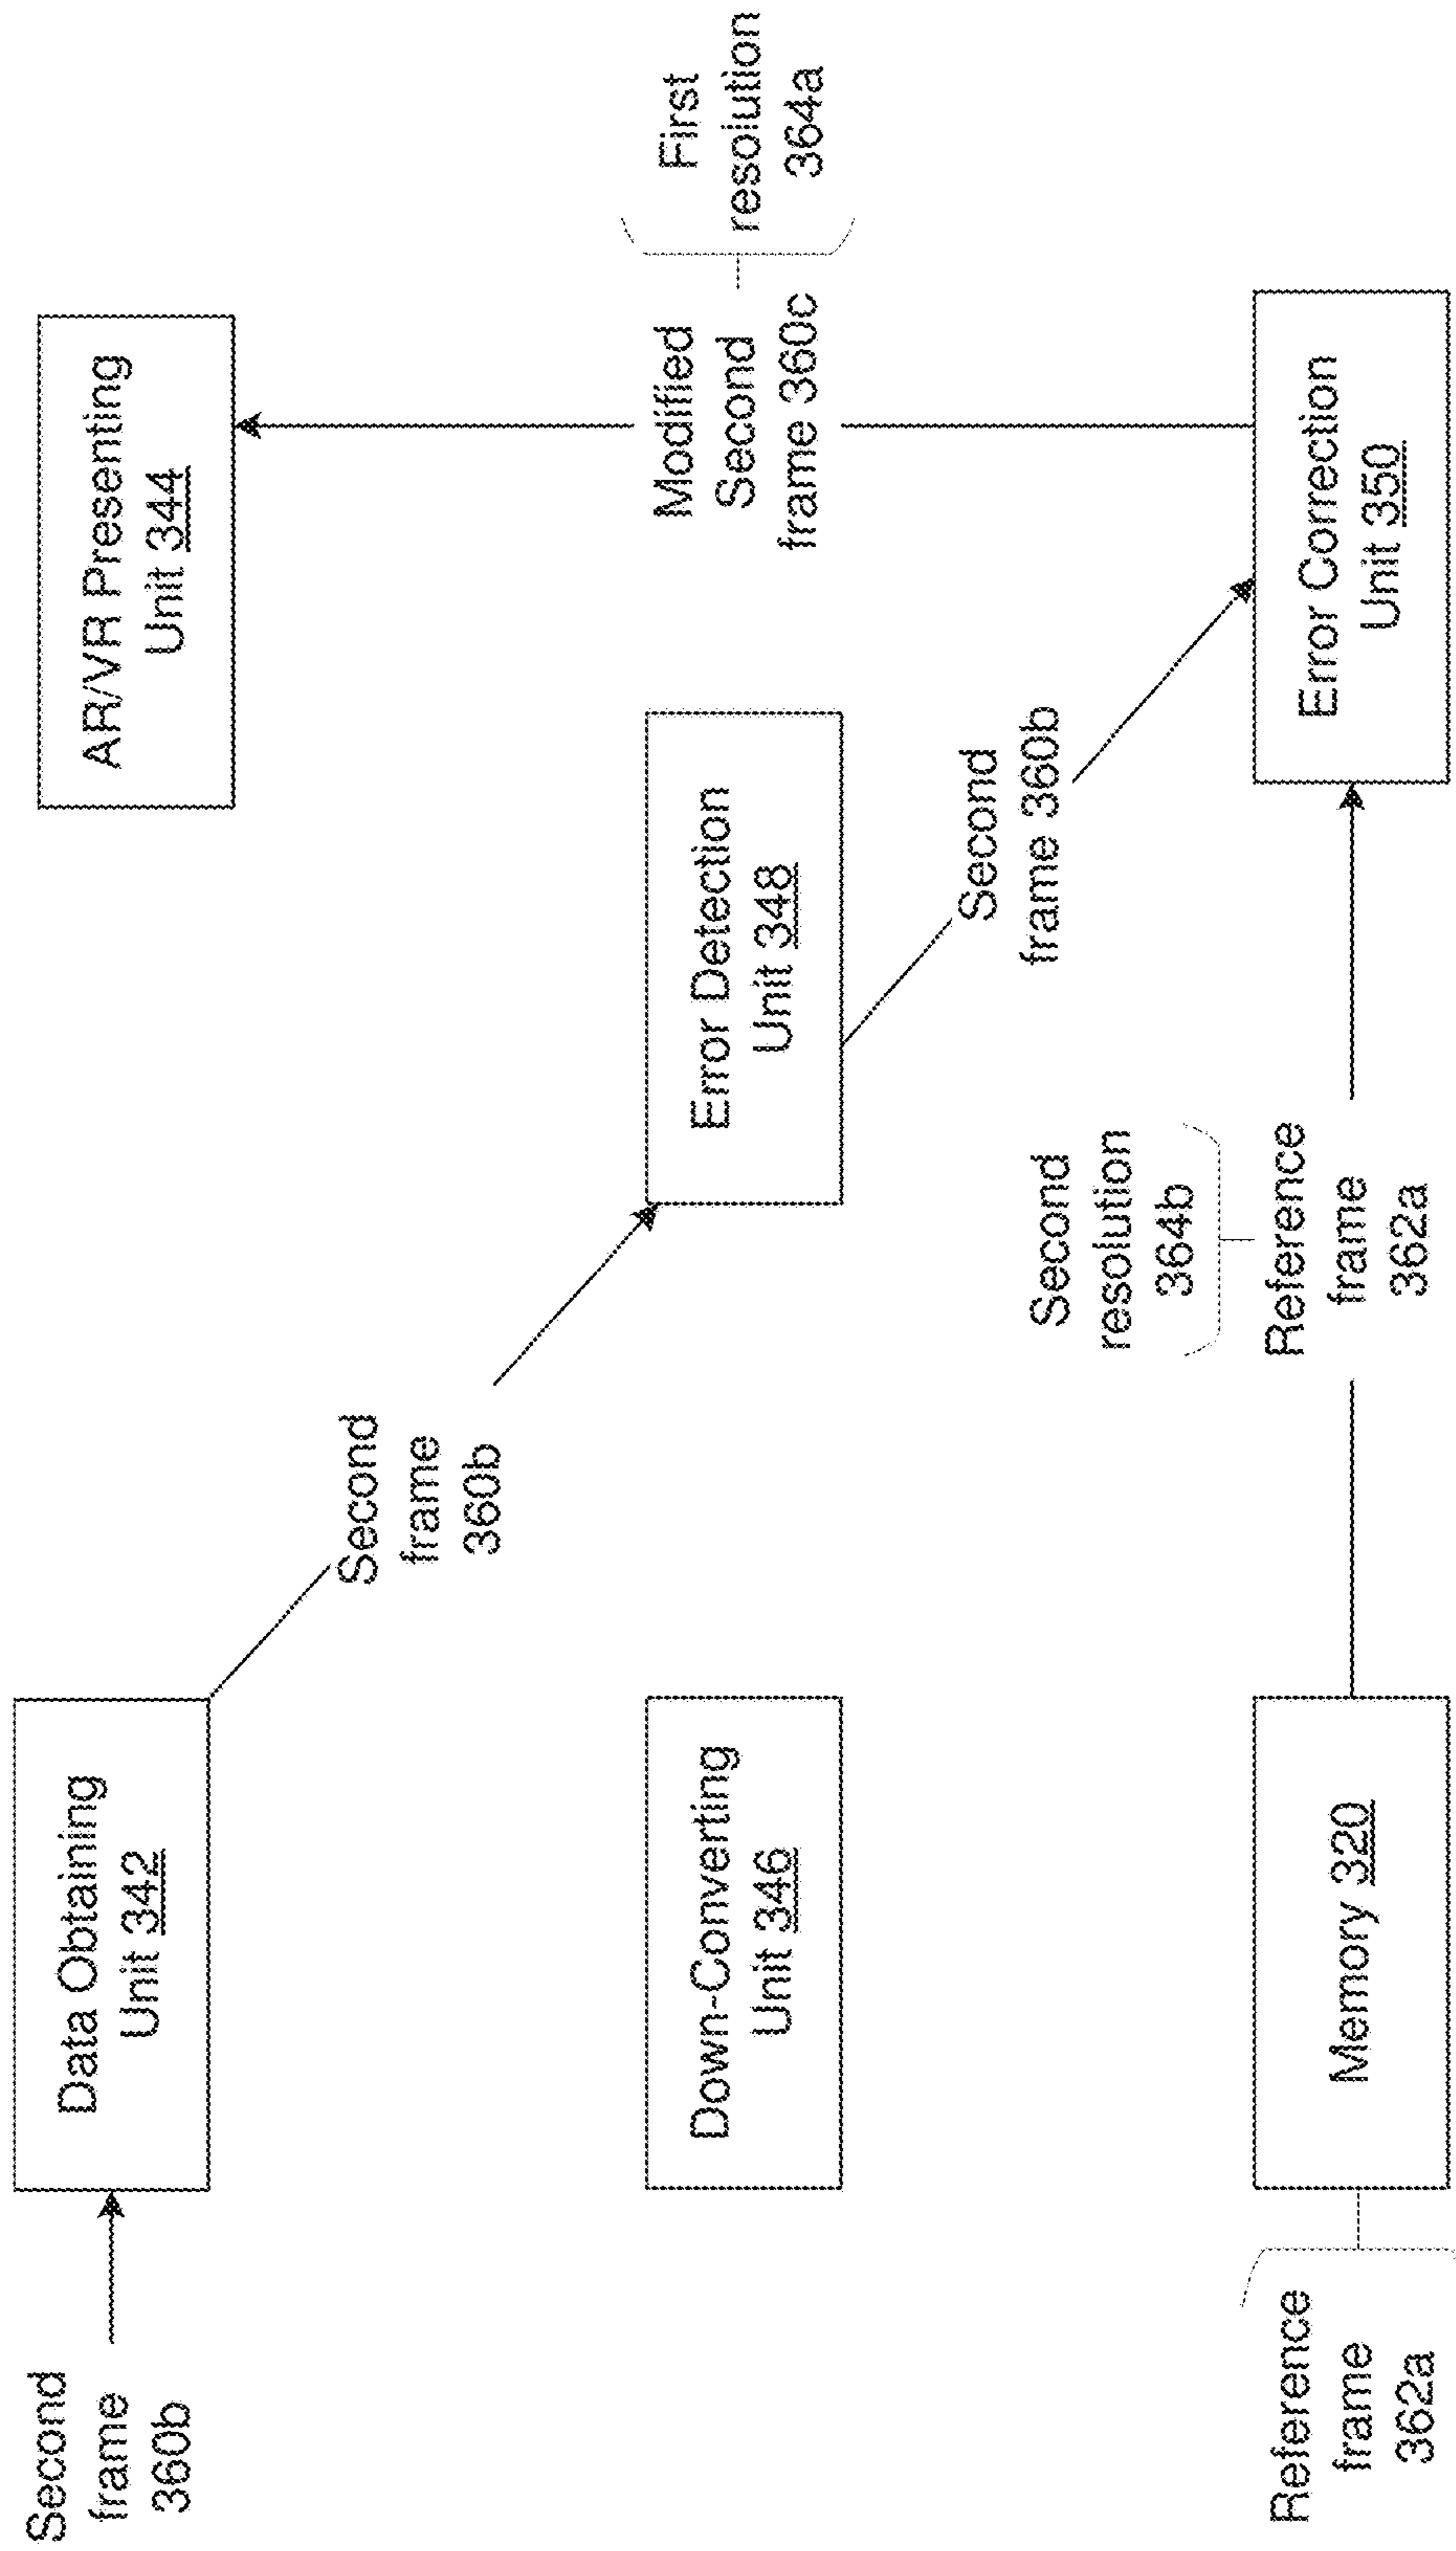 Second
frame
360b
Data Obtaining
Unit 342
Second
frame
360b
AR/VR Presenting
Unit 344
Down-Converting
Unit 346
Error Detection
Unit 348
Modified
Second
frame 360c
First
resolution
364a
Second
frame 360b
Second
resolution
364b
Reference
frame
362a
Memory 320
Reference
frame
362a
Error Correction
Unit 350